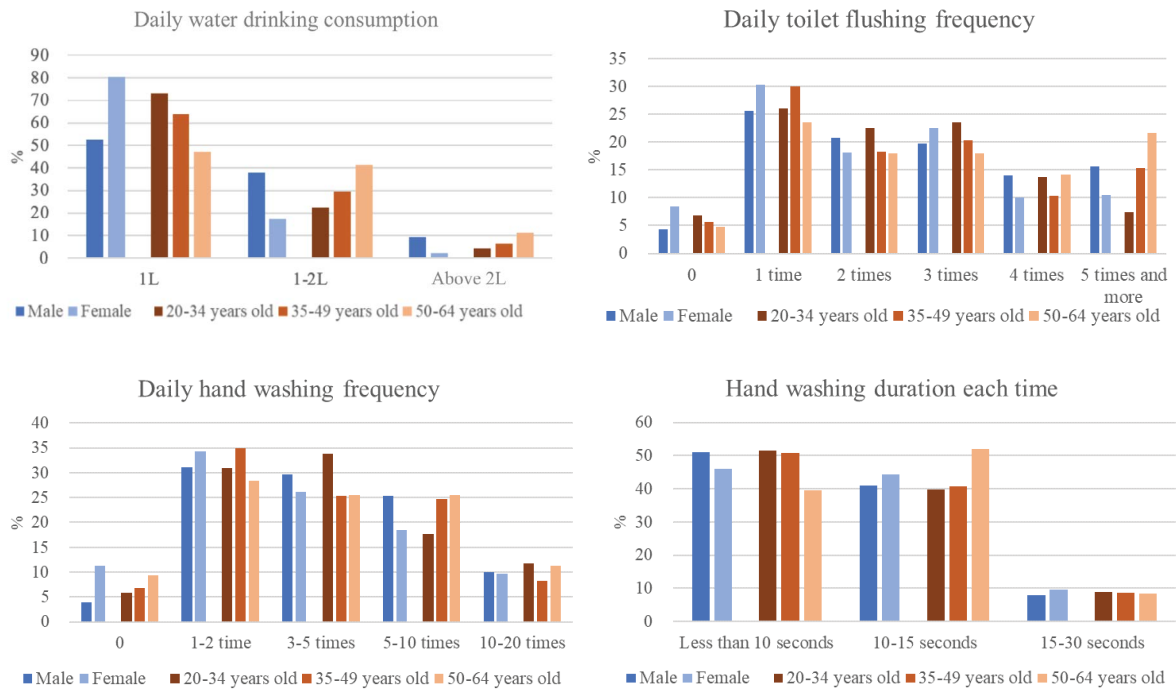 Daily water drinking consumption
90
80
70
60
50
40
30
20
10
0
%
1L 1-2L Above 2L
Male Female 20-34 years old 35-49 years old 50-64 years old
Daily toilet flushing frequency
35
30
25
20
15
10
5
0
%
0 1 time 2 times 3 times 4 times 5 times and
more
Male Female 20-34 years old 35-49 years old 50-64 years old
Daily hand washing frequency
40
35
30
25
20
15
10
5
0
%
0 1-2 time 3-5 times 5-10 times 10-20 times
Male Female 20-34 years old 35-49 years old 50-64 years old
Hand washing duration each time
60
50
40
30
20
10
0
%
Less than 10 seconds 10-15 seconds 15-30 seconds
Male Female 20-34 years old 35-49 years old 50-64 years old